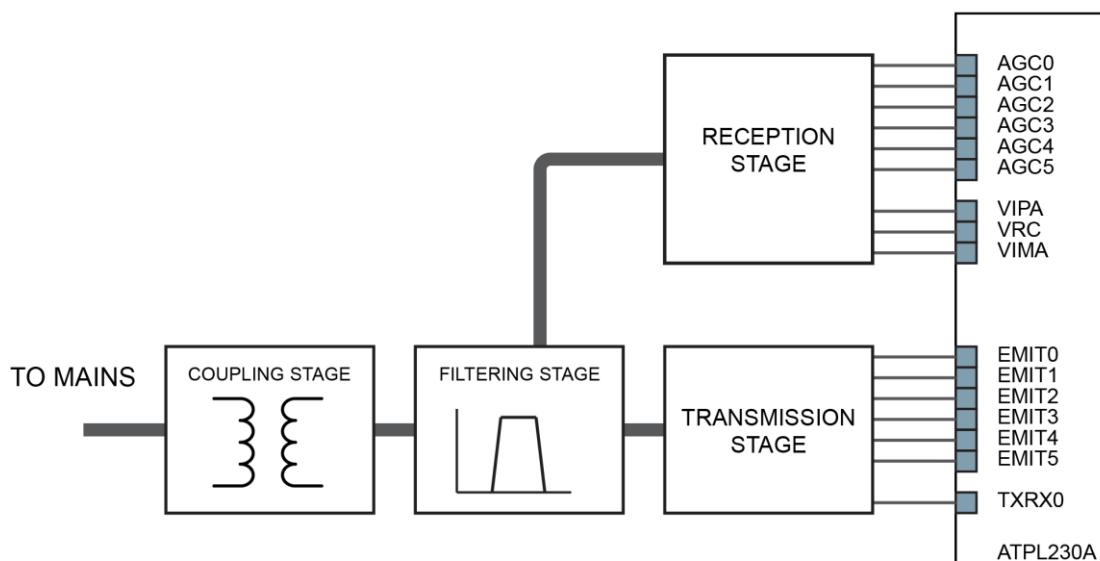 RECEPTION
STAGE
AGC0
AGC1
AGC2
AGC3
AGC4
AGC5
VIPA
VRC
VIMA
TO MAINS
COUPLING STAGE
FILTERING STAGE
TRANSMISSION
STAGE
EMIT0
EMIT1
EMIT2
EMIT3
EMIT4
EMIT5
TXRX0
ATPL230A